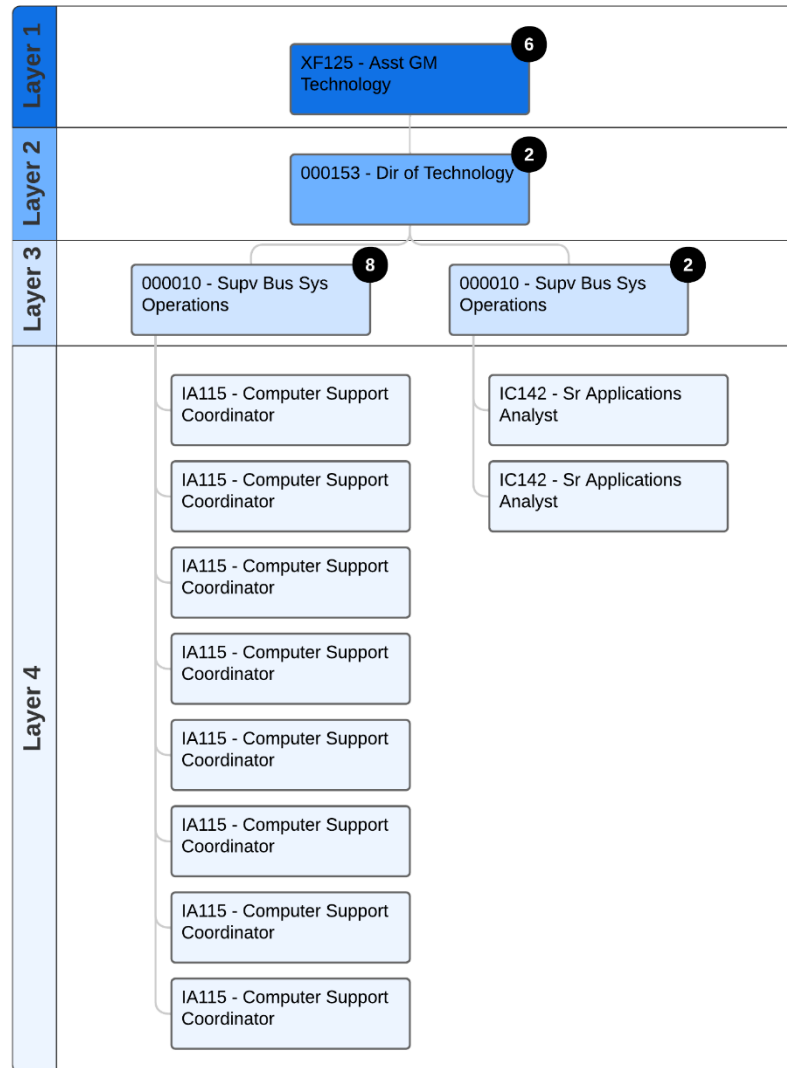 Layer 1
6
XF125 - Asst GM
Technology
Layer 2
2
000153 - Dir of Technology
Layer 3
8
000010 - Supv Bus Sys
Operations
2
000010 - Supv Bus Sys
Operations
Layer 4
IA115 - Computer Support
Coordinator
IC142 - Sr Applications
Analyst
IA115 - Computer Support
Coordinator
IC142 - Sr Applications
Analyst
IA115 - Computer Support
Coordinator
IA115 - Computer Support
Coordinator
IA115 - Computer Support
Coordinator
IA115 - Computer Support
Coordinator
IA115 - Computer Support
Coordinator
IA115 - Computer Support
Coordinator